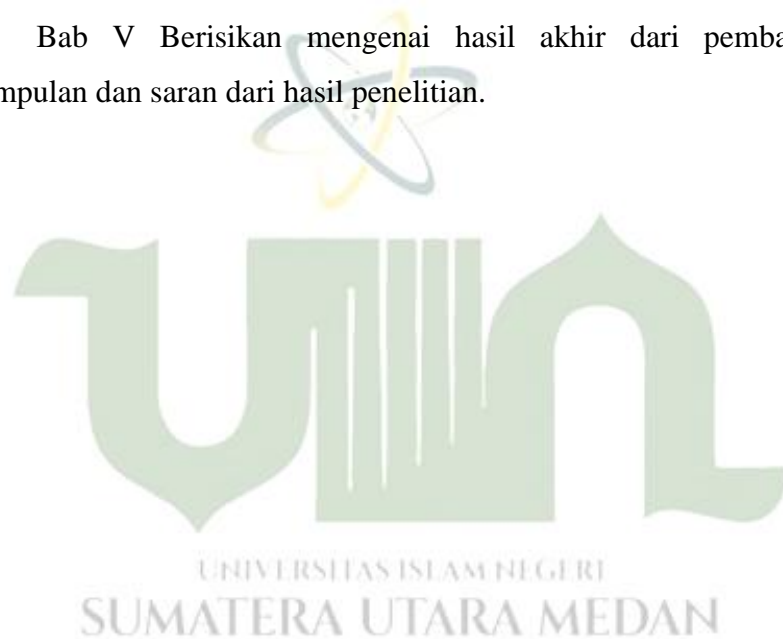 Bab V Berisikan mengenai hasil akhir dari pemba
mpulan dan saran dari hasil penelitian.
UIN
UNIVERSITAS ISLAM NEGERI
SUMATERA UTARA MEDAN